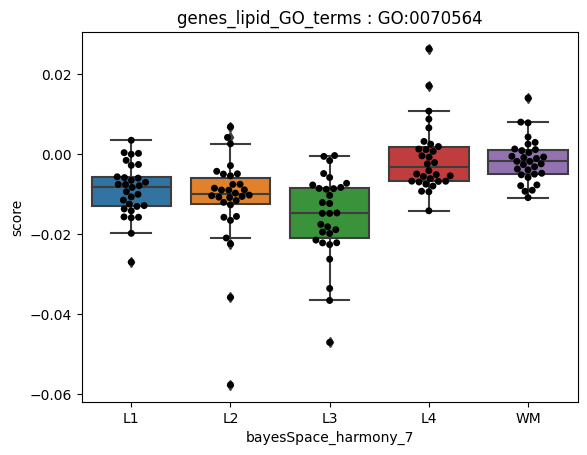 genes_lipid_GO_terms : GO:0070564
0.02
0.00
−0.02
−0.04
−0.06
score
L1 L2 L3 L4 WM
bayesSpace_harmony_7